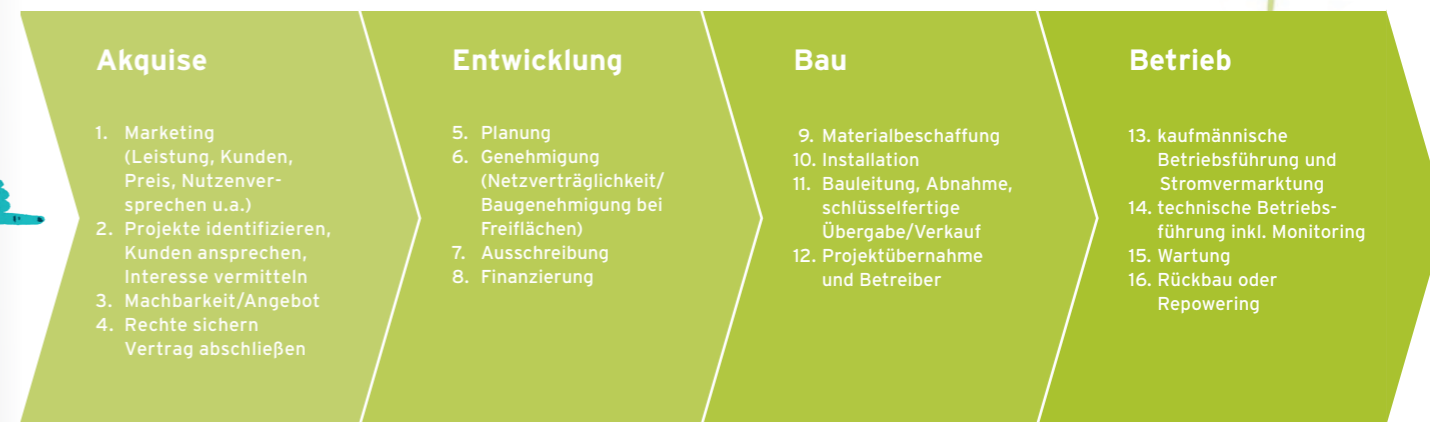 Akquise
1. Marketing
(Leistung, Kunden,
Preis, Nutzenver-
sprechen u.a.)
2. Projekte identifizieren,
Kunden ansprechen,
Interesse vermitteln
3. Machbarkeit/Angebot
4. Rechte sichern
Vertrag abschließen
Entwicklung
5. Planung
6. Genehmigung
(Netzverträglichkeit/
Baugenehmigung bei
Freiflächen)
7. Ausschreibung
8. Finanzierung
Bau
9. Materialbeschaffung
10. Installation
11. Bauleitung, Abnahme,
schlüsselfertige
Übergabe/Verkauf
12. Projektübernahme
und Betreiber
Betrieb
13. kaufmännische
Betriebsführung und
Stromvermarktung
14. technische Betriebs-
führung inkl. Monitoring
15. Wartung
16. Rückbau oder
Repowering